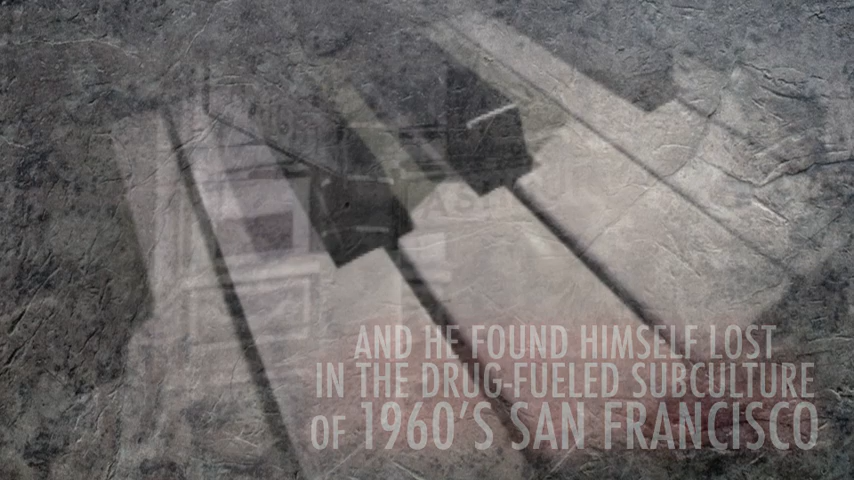 AND HE FOUND HIMSELF LOST
IN THE DRUG-FUELED SUBCULTURE
OF 1960'S SAN FRANCISCO